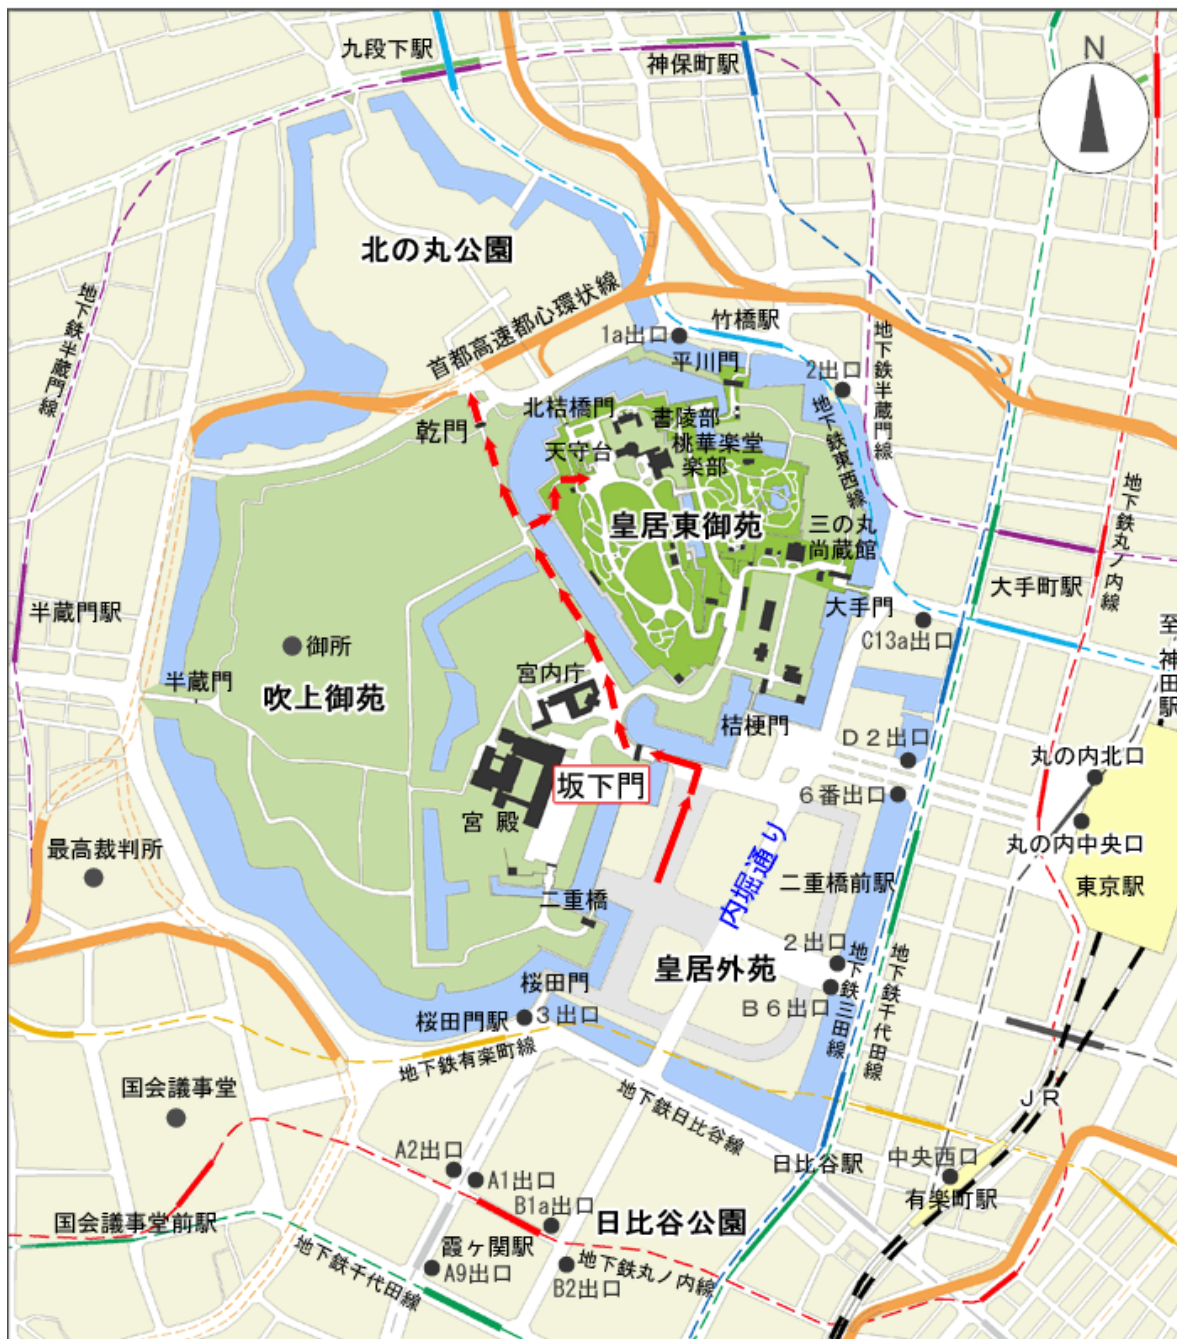 九段下駅
神保町駅
N
北の丸公園
地下鉄半蔵門線
首都高速都心環状線
1a出口
竹橋駅
平川門
2出口
地下鉄半蔵門線
地下鉄東西線
北桔橋門
書陵部
乾門
天守台
桃華楽堂
楽部
地下鉄丸ノ内線
皇居東御苑
三の丸
尚蔵館
大手町駅
大手門
C13a出口
至神田駅
半蔵門駅
御所
半蔵門
吹上御苑
宮内庁
桔梗門
D2出口
丸の内北口
坂下門
6番出口
宮殿
丸の内中央口
最高裁判所
内堀通り
二重橋前駅
東京駅
二重橋
2出口
皇居外苑
桜田門
B6出口
地下鉄三田線
地下鉄千代田線
桜田門駅
3出口
地下鉄有楽町線
国会議事堂
地下鉄日比谷線
JR
A2出口
A1出口
日比谷駅
中央西口
有楽町駅
B1a出口
日比谷公園
国会議事堂前駅
霞ヶ関駅
A9出口
地下鉄丸ノ内線
B2出口
地下鉄千代田線